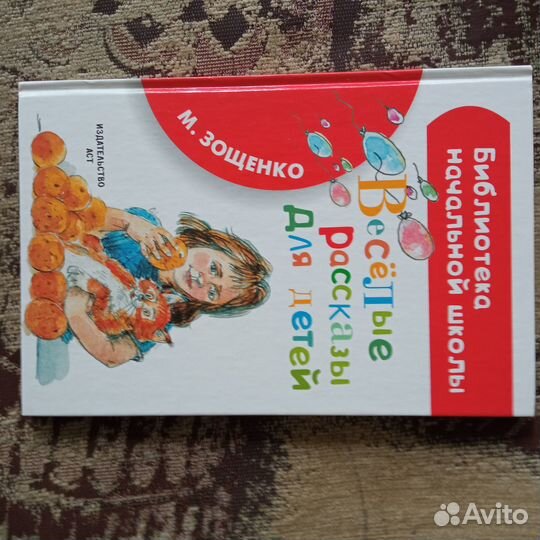 Библиотека
начальной школы
М. ЗОЩЕНКО
Весёлые
рассказы
для детей
ИЗДАТЕЛЬСТВО
АСТ
Avito